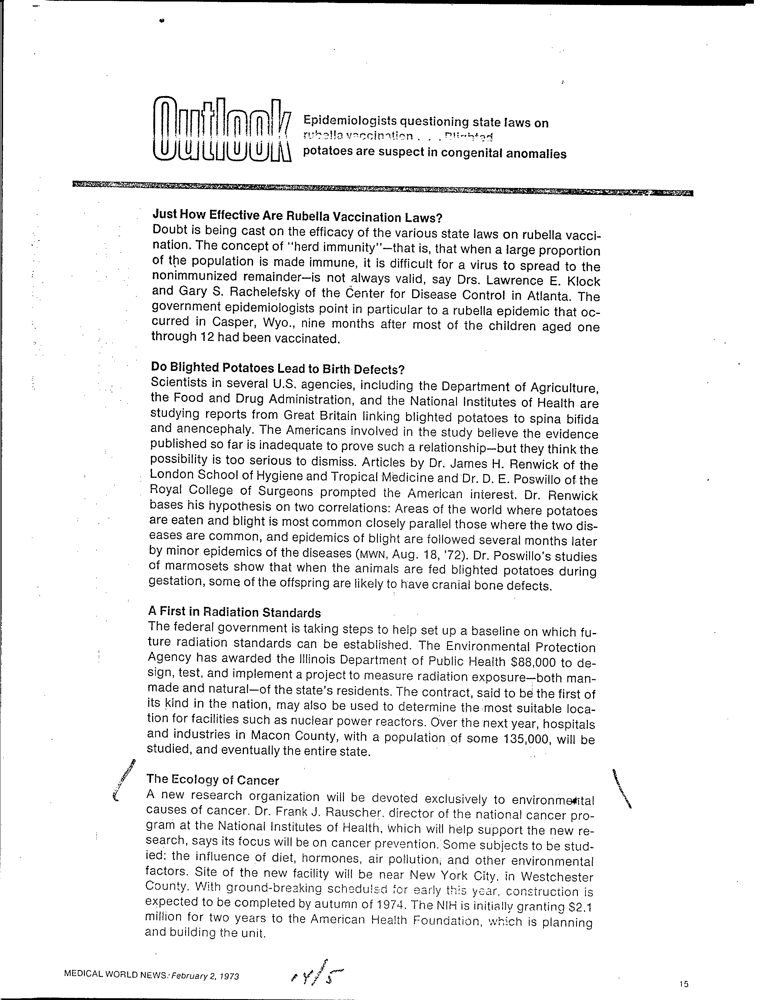 Outlook
Epidemiologists questioning state laws on
rubella vaccination . . . Blighted
potatoes are suspect in congenital anomalies
Just How Effective Are Rubella Vaccination Laws?
Doubt is being cast on the efficacy of the various state laws on rubella vacci-
nation. The concept of "herd immunity"—that is, that when a large proportion
of the population is made immune, it is difficult for a virus to spread to the
nonimmunized remainder—is not always valid, say Drs. Lawrence E. Klock
and Gary S. Rachelefsky of the Center for Disease Control in Atlanta. The
government epidemiologists point in particular to a rubella epidemic that oc-
curred in Casper, Wyo., nine months after most of the children aged one
through 12 had been vaccinated.
Do Blighted Potatoes Lead to Birth Defects?
Scientists in several U.S. agencies, including the Department of Agriculture,
the Food and Drug Administration, and the National Institutes of Health are
studying reports from Great Britain linking blighted potatoes to spina bifida
and anencephaly. The Americans involved in the study believe the evidence
published so far is inadequate to prove such a relationship—but they think the
possibility is too serious to dismiss. Articles by Dr. James H. Renwick of the
London School of Hygiene and Tropical Medicine and Dr. D. E. Poswillo of the
Royal College of Surgeons prompted the American interest. Dr. Renwick
bases his hypothesis on two correlations: Areas of the world where potatoes
are eaten and blight is most common closely parallel those where the two dis-
eases are common, and epidemics of blight are followed several months later
by minor epidemics of the diseases (MWN, Aug. 18, '72). Dr. Poswillo's studies
of marmosets show that when the animals are fed blighted potatoes during
gestation, some of the offspring are likely to have cranial bone defects.
A First in Radiation Standards
The federal government is taking steps to help set up a baseline on which fu-
ture radiation standards can be established. The Environmental Protection
Agency has awarded the Illinois Department of Public Health $88,000 to de-
sign, test, and implement a project to measure radiation exposure—both man-
made and natural—of the state's residents. The contract, said to be the first of
its kind in the nation, may also be used to determine the most suitable loca-
tion for facilities such as nuclear power reactors. Over the next year, hospitals
and industries in Macon County, with a population of some 135,000, will be
studied, and eventually the entire state.
The Ecology of Cancer
A new research organization will be devoted exclusively to environmental
causes of cancer. Dr. Frank J. Rauscher, director of the national cancer pro-
gram at the National Institutes of Health, which will help support the new re-
search, says its focus will be on cancer prevention. Some subjects to be stud-
ied: the influence of diet, hormones, air pollution, and other environmental
factors. Site of the new facility will be near New York City, in Westchester
County. With ground-breaking scheduled for early this year, construction is
expected to be completed by autumn of 1974. The NIH is initially granting $2.1
million for two years to the American Health Foundation, which is planning
and building the unit.
MEDICAL WORLD NEWS/February 2, 1973
15